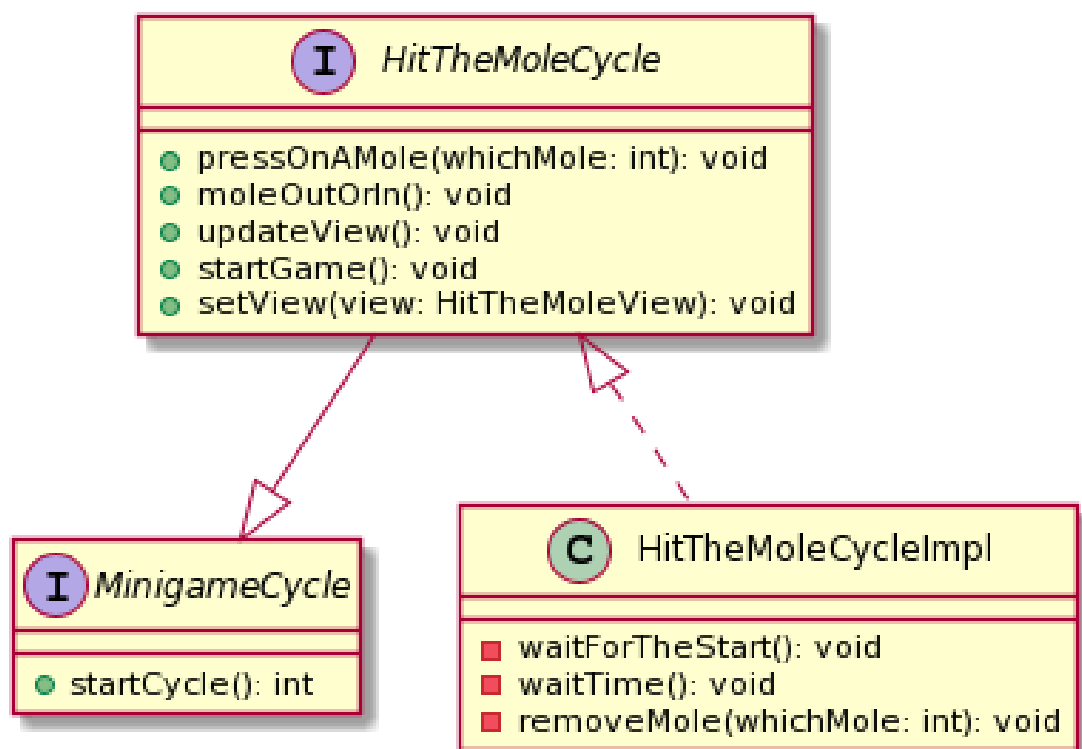 I HitTheMoleCycle
pressOnAMole(whichMole: int): void
moleOutOrIn(): void
updateView(): void
startGame(): void
setView(view: HitTheMoleView): void
I MinigameCycle
startCycle(): int
C HitTheMoleCycleImpl
waitForTheStart(): void
waitTime(): void
removeMole(whichMole: int): void